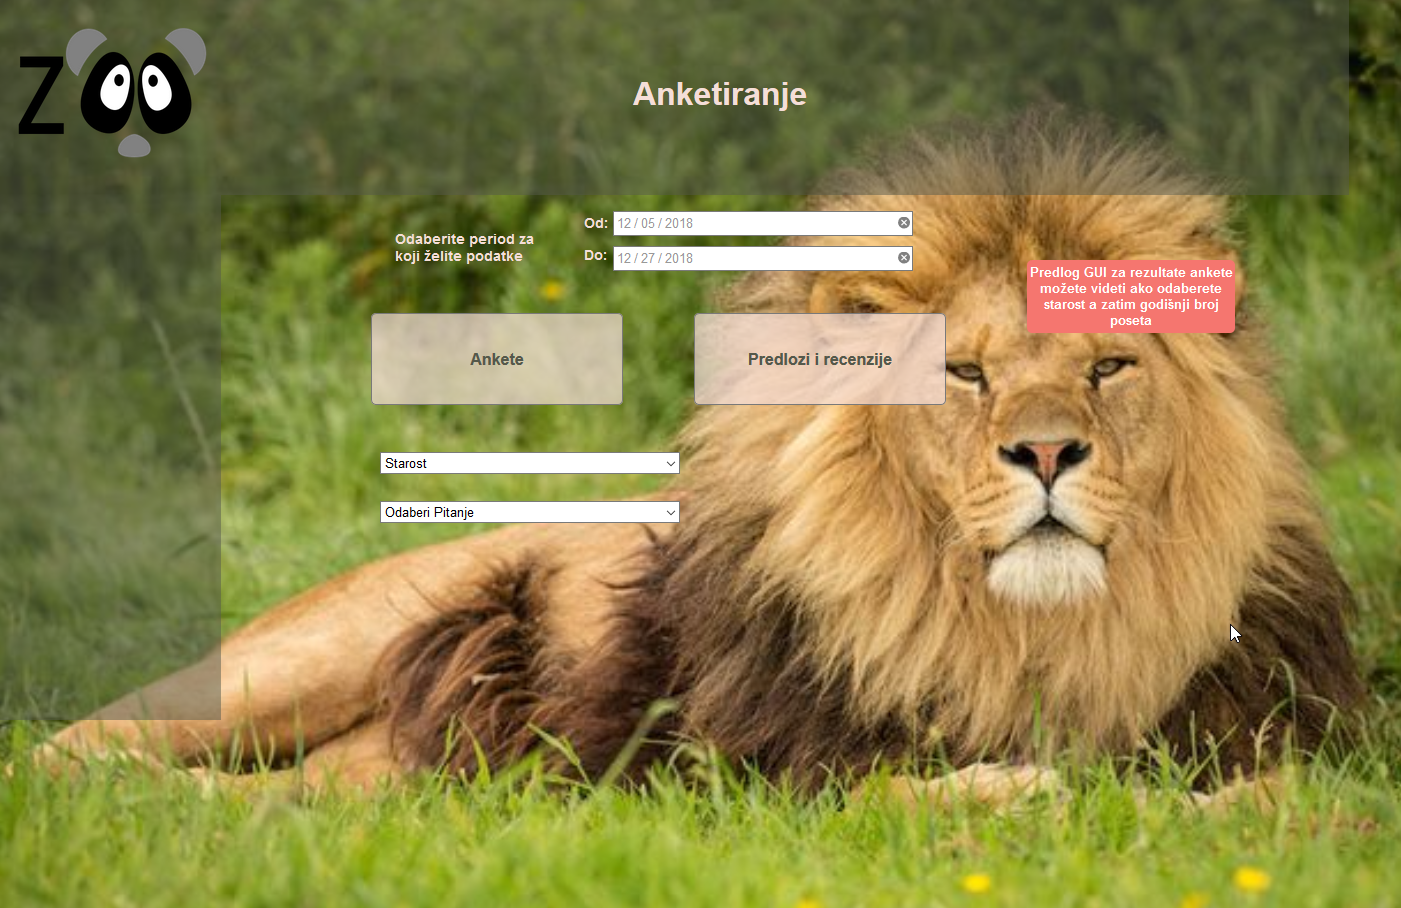 ZOO
Anketiranje
Odaberite period za
koji želite podatke
Od:
12 / 05 / 2018
Do:
12 / 27 / 2018
Predlog GUI za rezultate ankete
možete videti ako odaberete
starost a zatim godišnji broj
poseta
Ankete
Predlozi i recenzije
Starost
Odaberi Pitanje